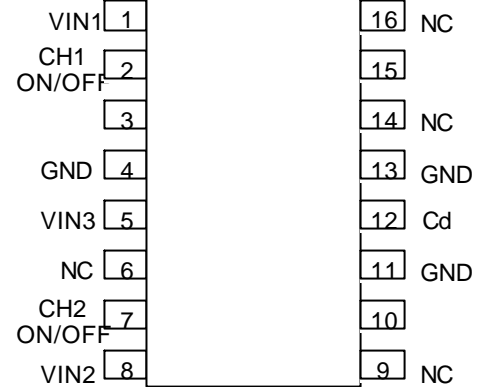 VIN1 1 16 NC
CH1
ON/OFF 2 15
3 14 NC
GND 4 13 GND
VIN3 5 12 Cd
NC 6 11 GND
CH2
ON/OFF 7 10
VIN2 8 9 NC